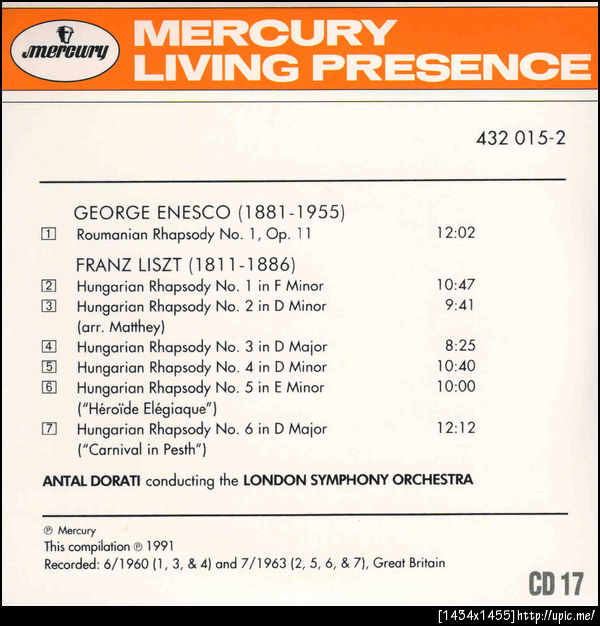 mercury
MERCURY
LIVING PRESENCE
432 015-2
GEORGE ENESCO (1881-1955)
1 Roumanian Rhapsody No. 1, Op. 11 12:02
FRANZ LISZT (1811-1886)
2 Hungarian Rhapsody No. 1 in F Minor 10:47
3 Hungarian Rhapsody No. 2 in D Minor 9:41
(arr. Matthey)
4 Hungarian Rhapsody No. 3 in D Major 8:25
5 Hungarian Rhapsody No. 4 in D Minor 10:40
6 Hungarian Rhapsody No. 5 in E Minor 10:00
("Héroïde Elégiaque")
7 Hungarian Rhapsody No. 6 in D Major 12:12
("Carnival in Pesth")
ANTAL DORATI conducting the LONDON SYMPHONY ORCHESTRA
℗ Mercury
This compilation ℗ 1991
Recorded: 6/1960 (1, 3, & 4) and 7/1963 (2, 5, 6, & 7), Great Britain
CD 17
[1434x1455]http://upic.me/